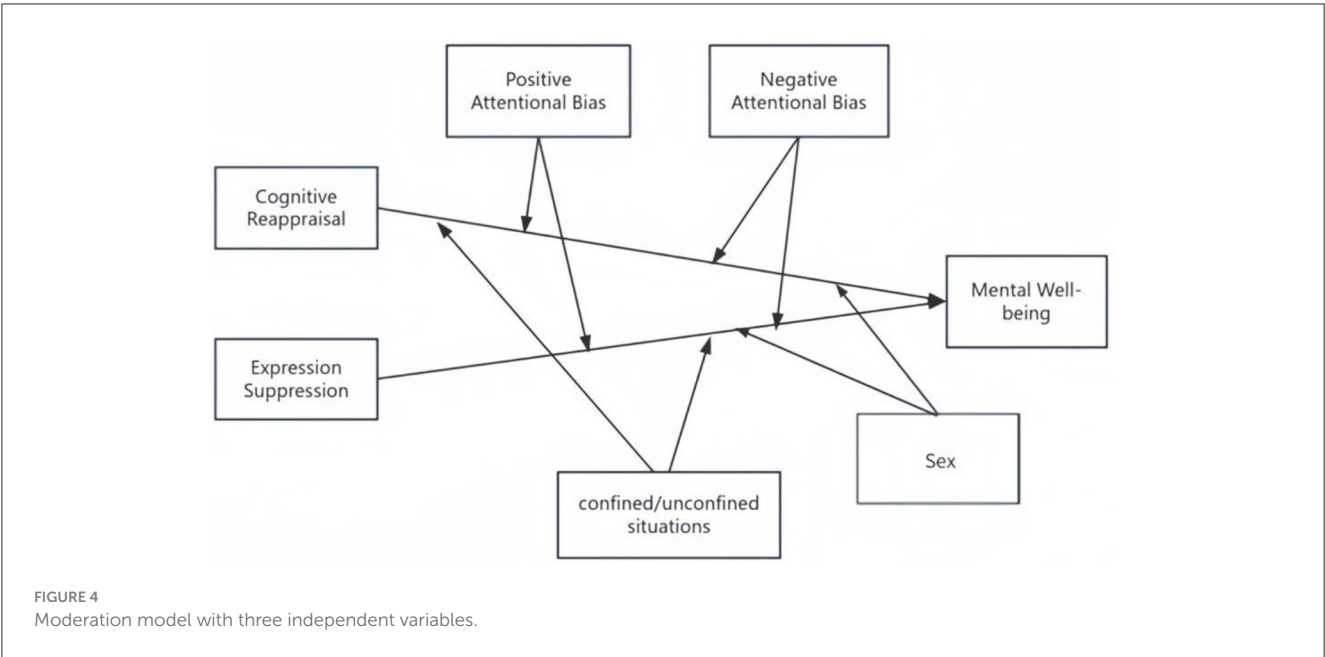 Positive
Attentional Bias
Negative
Attentional Bias
Cognitive
Reappraisal
Mental Well-
being
Expression
Suppression
Sex
confined/unconfined
situations
FIGURE 4
Moderation model with three independent variables.